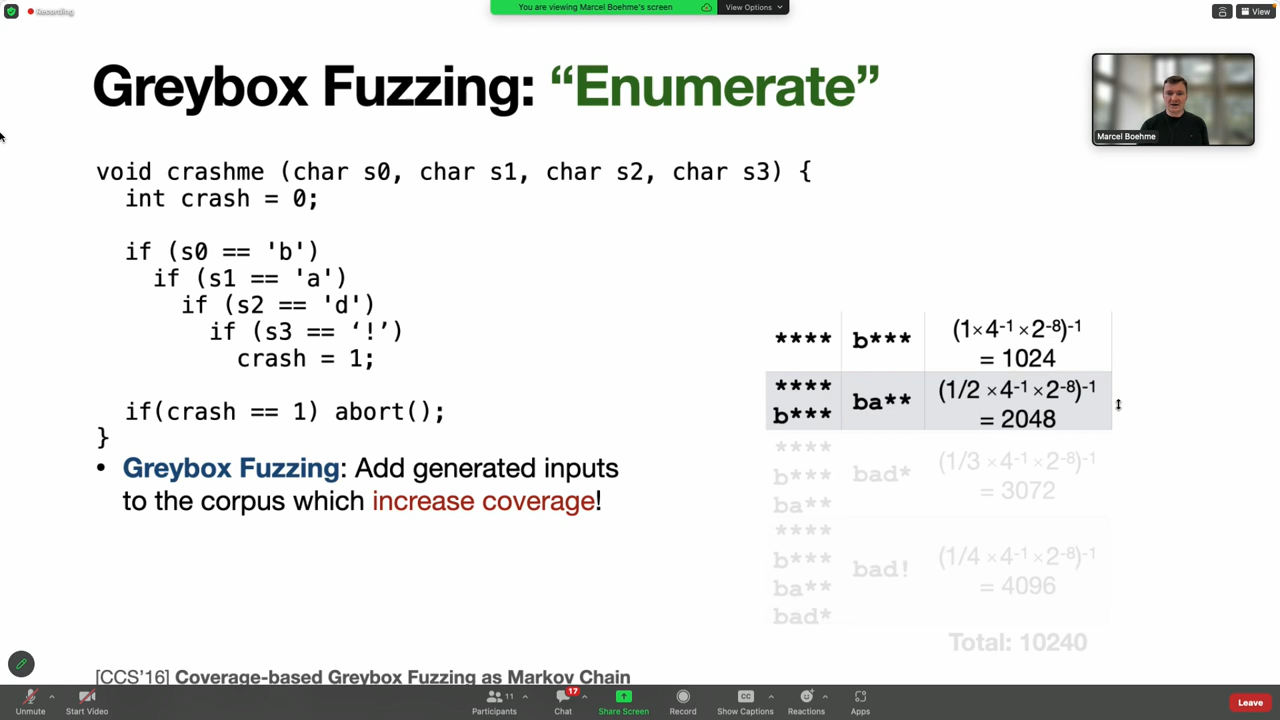 Recording
You are viewing Marcel Boehme's screen
View Options
View
Greybox Fuzzing: “Enumerate”
Marcel Boehme
void crashme (char s0, char s1, char s2, char s3) {
int crash = 0;
if (s0 == 'b')
if (s1 == 'a')
if (s2 == 'd')
if (s3 == ‘!’)
crash = 1;
if(crash == 1) abort();
}
• Greybox Fuzzing: Add generated inputs
to the corpus which increase coverage!
**** b*** (1×4⁻¹×2⁻⁸)⁻¹
= 1024
**** ba** (1/2 ×4⁻¹×2⁻⁸)⁻¹
b*** = 2048
**** bad* (1/3 ×4⁻¹×2⁻⁸)⁻¹
b*** = 3072
ba**
**** bad! (1/4 ×4⁻¹×2⁻⁸)⁻¹
b*** = 4096
ba**
bad*
Total: 10240
[CCS’16] Coverage-based Greybox Fuzzing as Markov Chain
Unmute
Start Video
11
Participants
17
Chat
Share Screen
Record
CC
Show Captions
Reactions
Apps
Leave